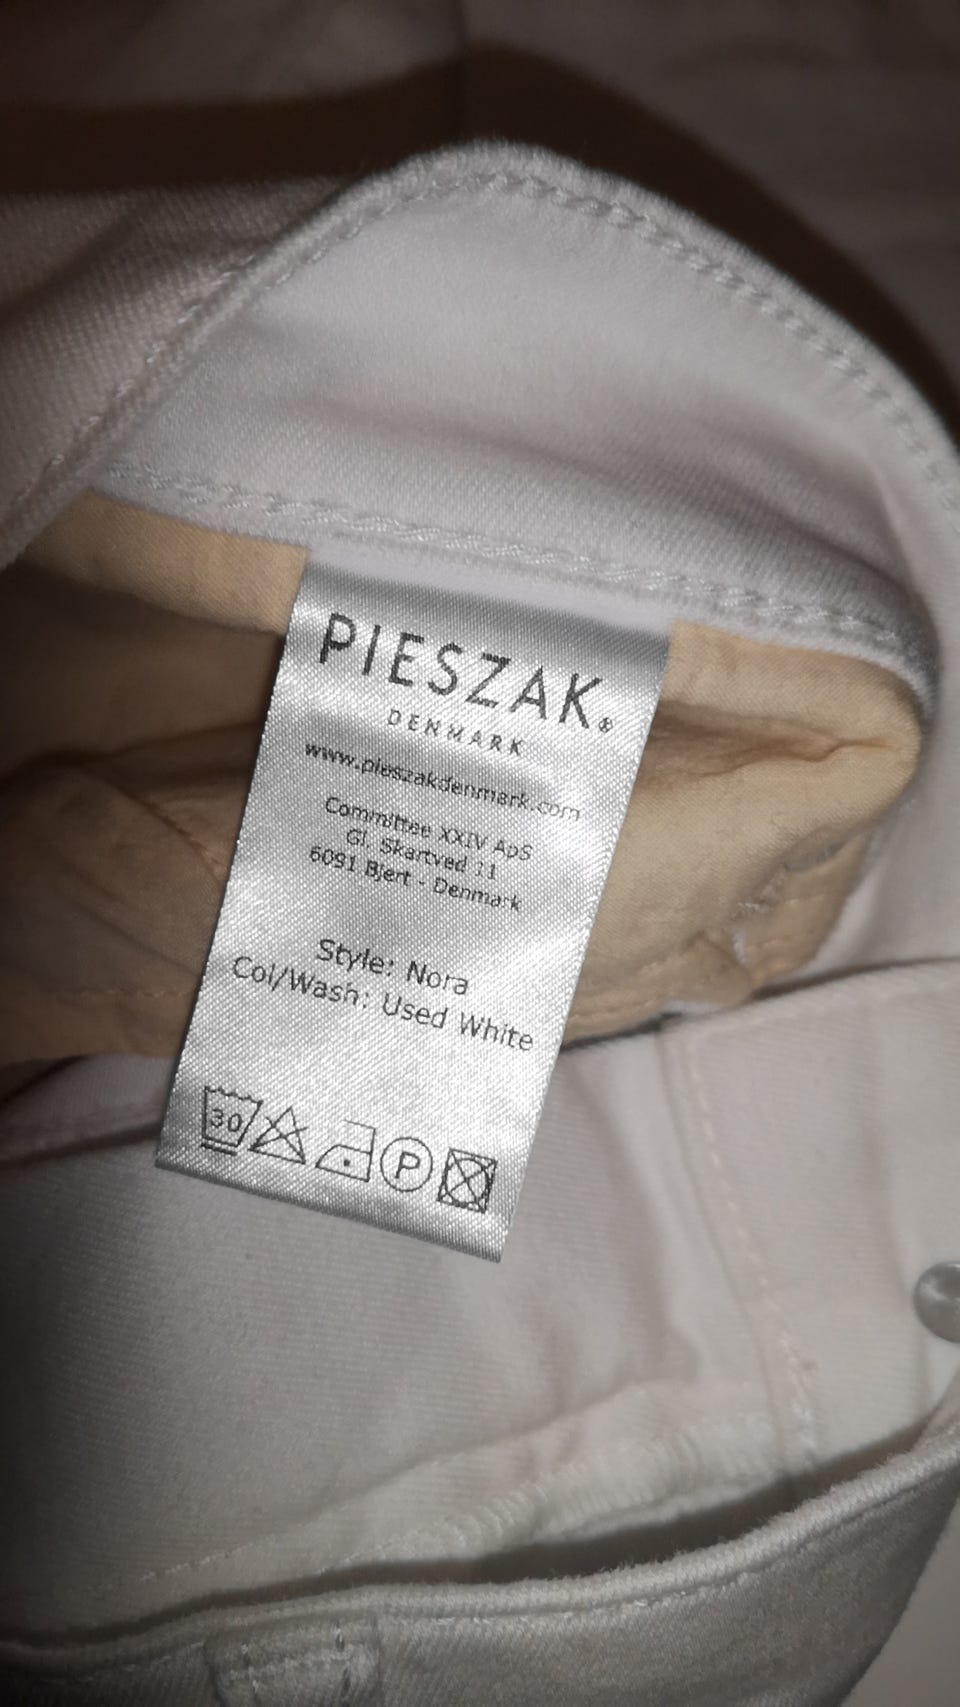 PIESZAK®
DENMARK
www.pieszakdenmark.com
Committee XXIV ApS
Gl. Skartved 11
6091 Bjert - Denmark
Style: Nora
Col/Wash: Used White
30 P